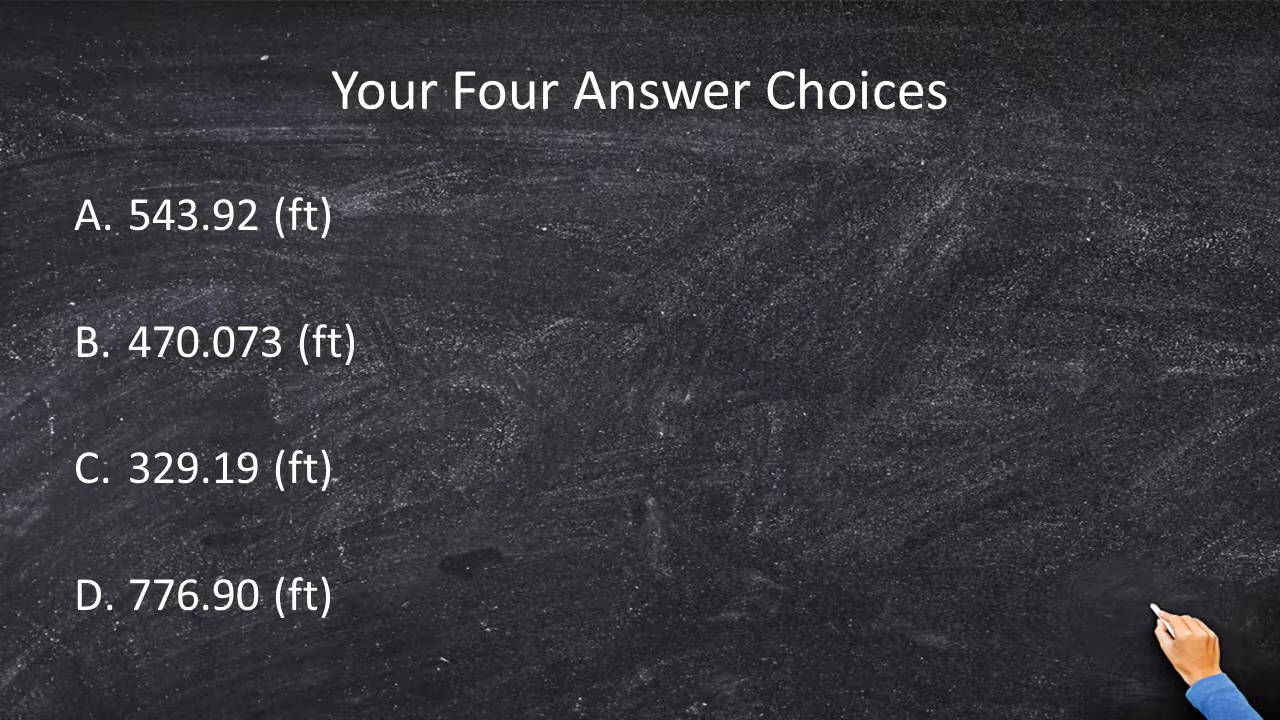 Your Four Answer Choices
A. 543.92 (ft)
B. 470.073 (ft)
C. 329.19 (ft)
D. 776.90 (ft)